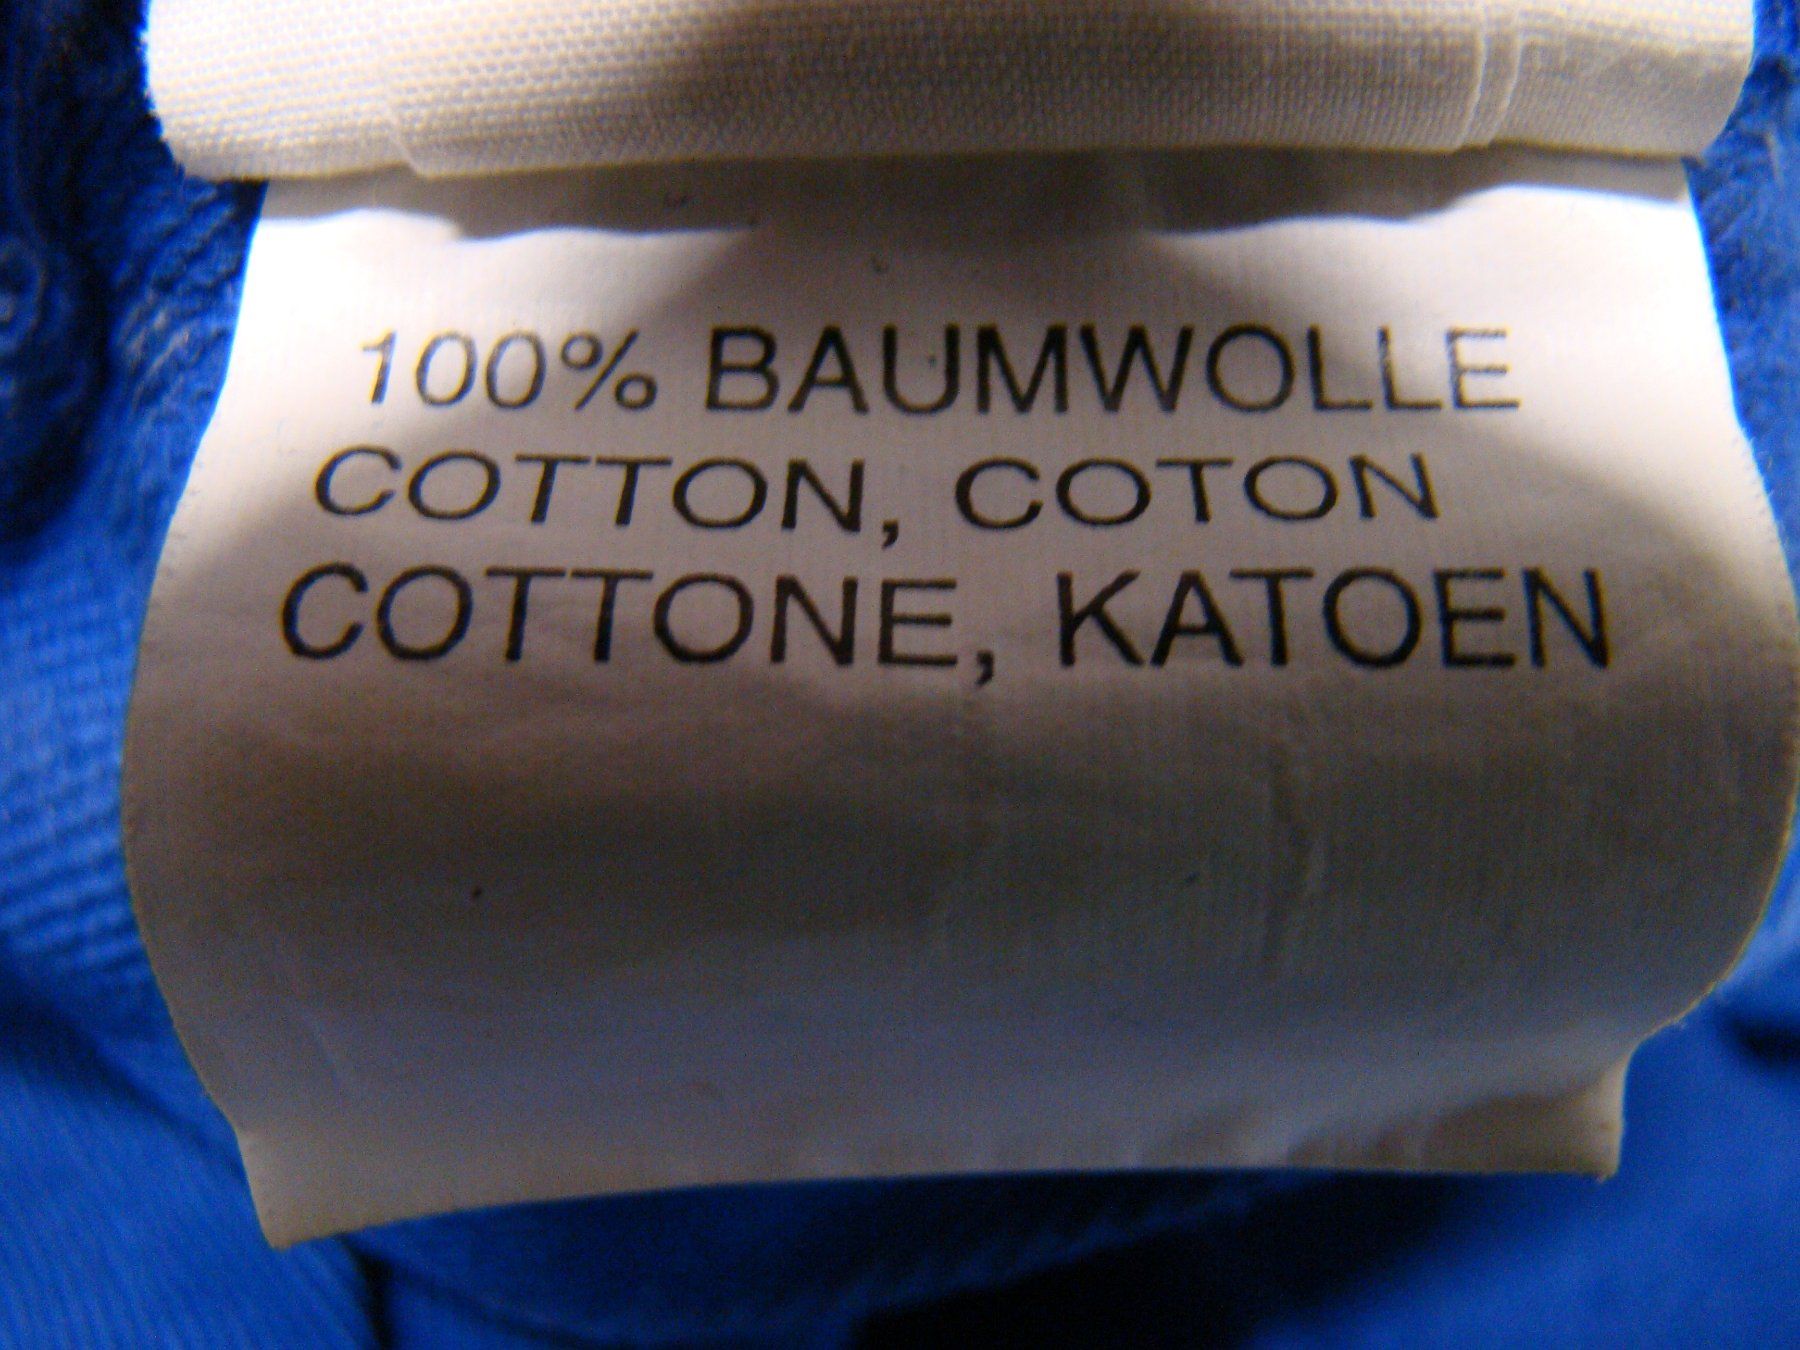 100% BAUMWOLLE
COTTON, COTON
COTTONE, KATOEN